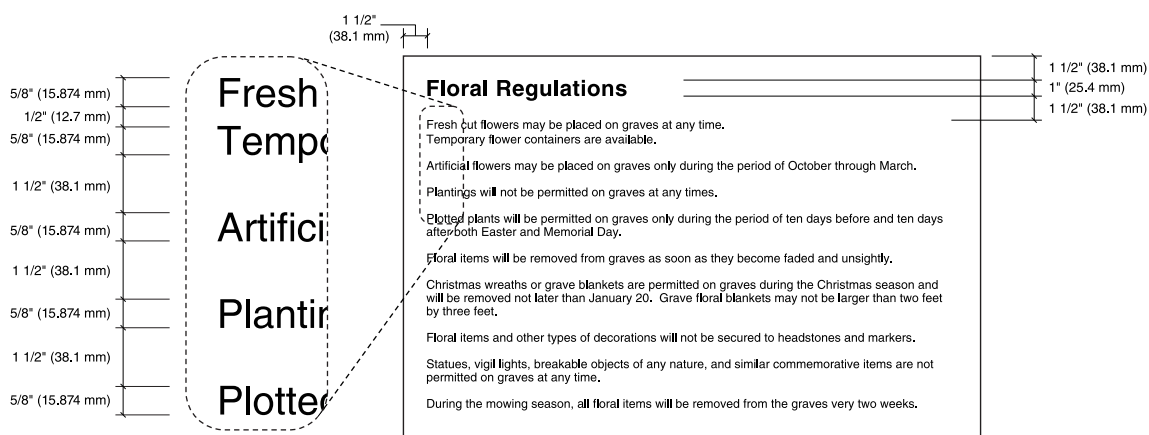 1 1/2"
(38.1 mm)
5/8" (15.874 mm)
1/2" (12.7 mm)
5/8" (15.874 mm)
1 1/2" (38.1 mm)
5/8" (15.874 mm)
1 1/2" (38.1 mm)
5/8" (15.874 mm)
1 1/2" (38.1 mm)
5/8" (15.874 mm)
Fresh
Tempo
Artifici
Plantin
Plotted
Floral Regulations
Fresh cut flowers may be placed on graves at any time.
Temporary flower containers are available.
Artificial flowers may be placed on graves only during the period of October through March.
Plantings will not be permitted on graves at any times.
Plotted plants will be permitted on graves only during the period of ten days before and ten days
after both Easter and Memorial Day.
Floral items will be removed from graves as soon as they become faded and unsightly.
Christmas wreaths or grave blankets are permitted on graves during the Christmas season and
will be removed not later than January 20. Grave floral blankets may not be larger than two feet
by three feet.
Floral items and other types of decorations will not be secured to headstones and markers.
Statues, vigil lights, breakable objects of any nature, and similar commemorative items are not
permitted on graves at any time.
During the mowing season, all floral items will be removed from the graves very two weeks.
1 1/2" (38.1 mm)
1" (25.4 mm)
1 1/2" (38.1 mm)